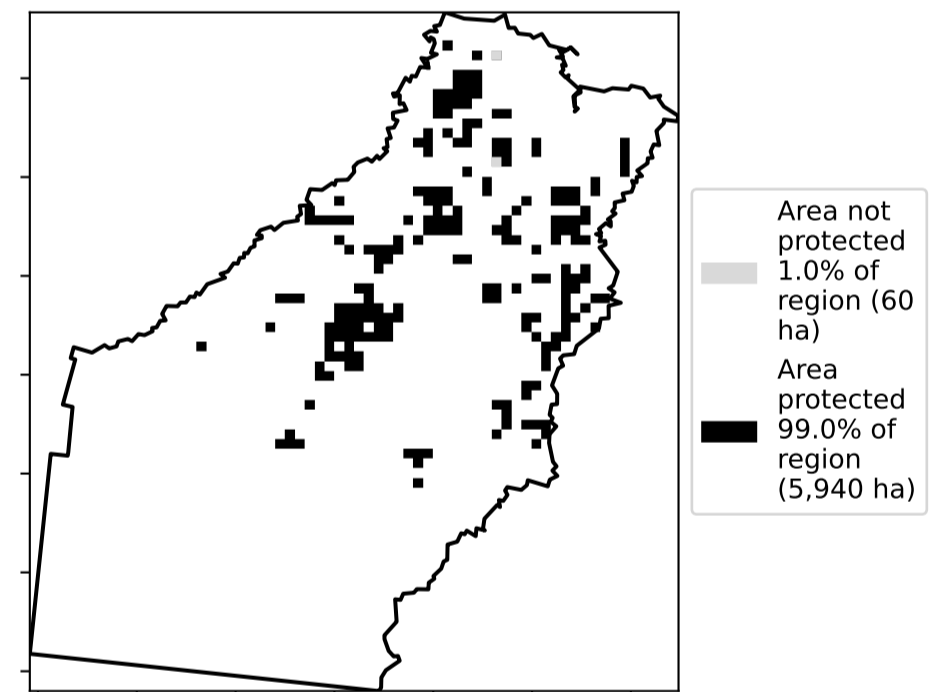 Area not
protected
1.0% of
region (60
ha)
Area
protected
99.0% of
region
(5,940 ha)